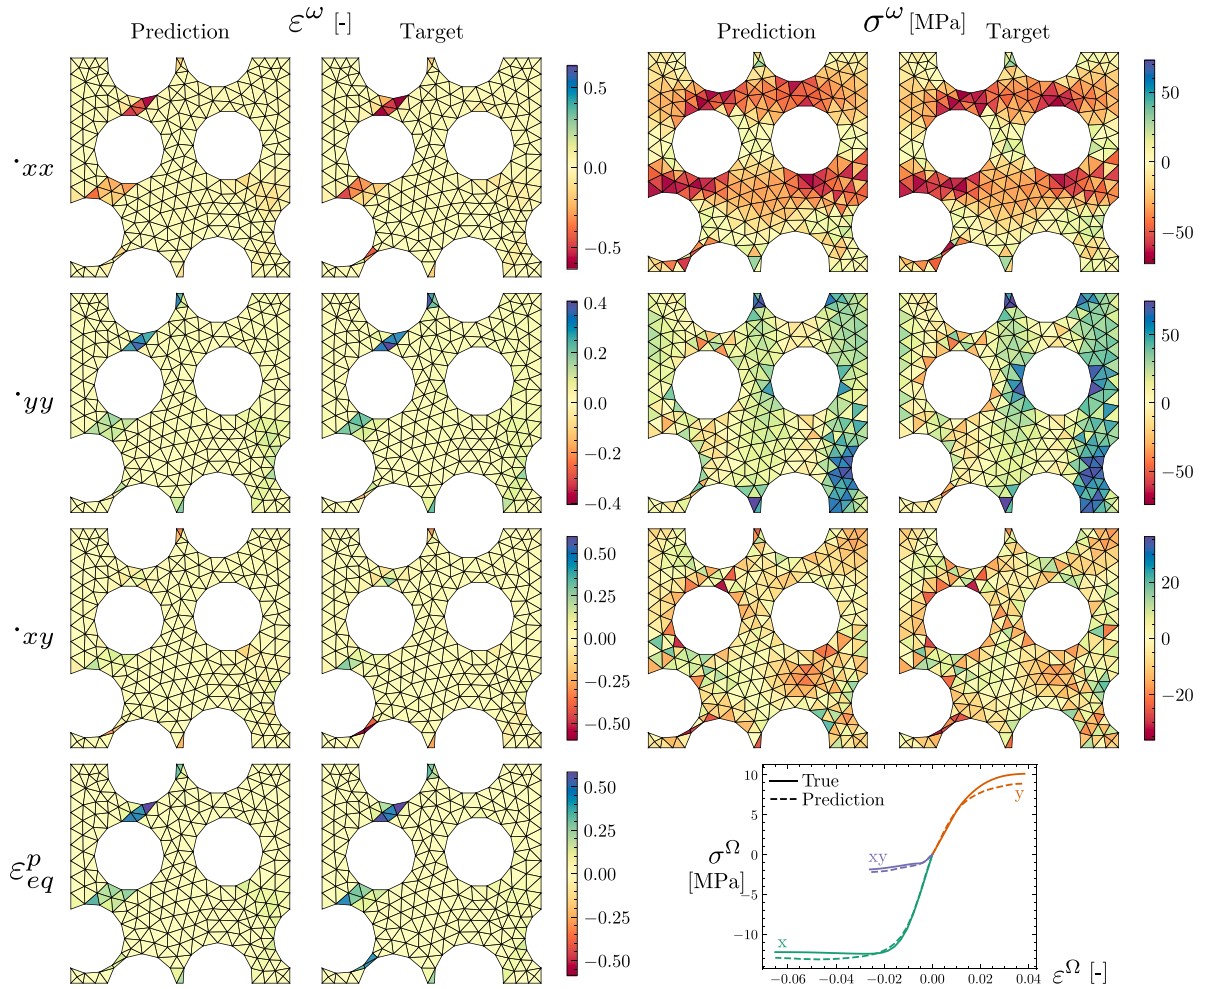 ε^ω [-]
Prediction Target
σ^ω [MPa]
Prediction Target
·xx
0.5
0.0
−0.5
50
0
−50
·yy
0.4
0.2
0.0
−0.2
−0.4
50
0
−50
·xy
0.50
0.25
0.00
−0.25
−0.50
20
0
−20
ε^p_eq
0.50
0.25
0.00
−0.25
−0.50
True
Prediction
y
xy
x
σ^Ω
[MPa]
10
5
0
−5
−10
−0.06 −0.04 −0.02 0.00 0.02 0.04
ε^Ω [-]